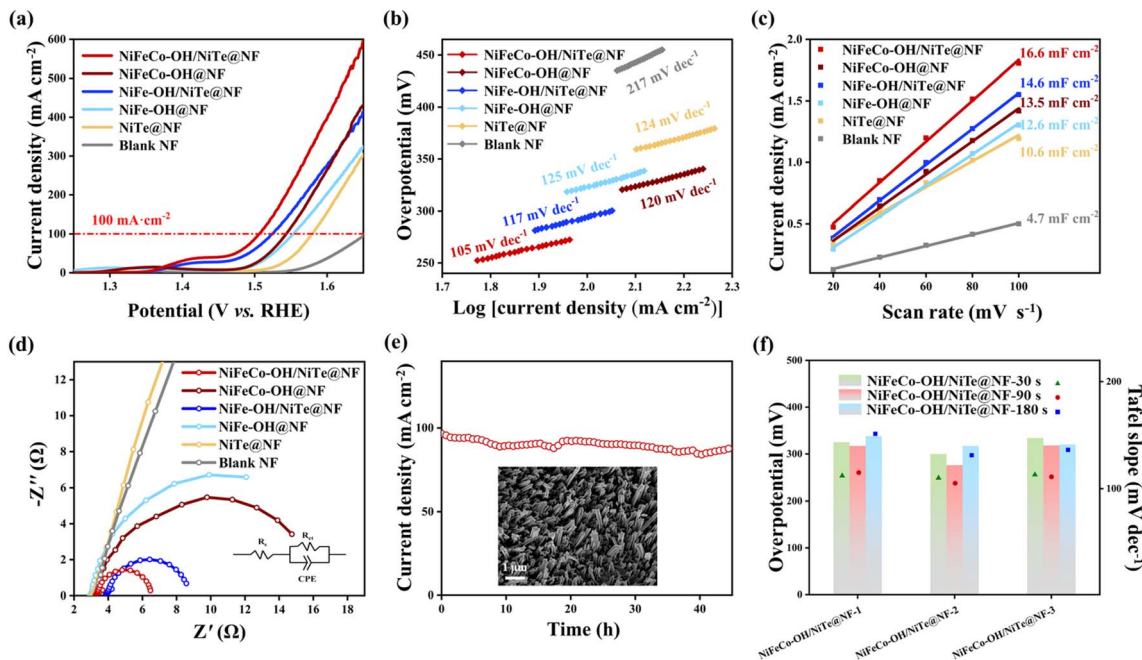 (a)
600
500
400
300
200
100
0
1.3
1.4
1.5
1.6
Current density (mA cm-2)
Potential (V vs. RHE)
NiFeCo-OH/NiTe@NF
NiFeCo-OH@NF
NiFe-OH/NiTe@NF
NiFe-OH@NF
NiTe@NF
Blank NF
100 mA·cm-2
(b)
450
400
350
300
250
1.8
1.9
2.0
2.1
2.2
2.3
Overpotential (mV)
Log [current density (mA cm-2)]
NiFeCo-OH/NiTe@NF
NiFeCo-OH@NF
NiFe-OH/NiTe@NF
NiFe-OH@NF
NiTe@NF
Blank NF
217 mV dec-1
124 mV dec-1
125 mV dec-1
120 mV dec-1
117 mV dec-1
105 mV dec-1
(c)
2.0
1.5
1.0
0.5
20
40
60
80
100
Current density (mA cm-2)
Scan rate (mV s-1)
NiFeCo-OH/NiTe@NF
NiFeCo-OH@NF
NiFe-OH/NiTe@NF
NiFe-OH@NF
NiTe@NF
Blank NF
16.6 mF cm-2
14.6 mF cm-2
13.5 mF cm-2
12.6 mF cm-2
10.6 mF cm-2
4.7 mF cm-2
(d)
12
10
8
6
4
2
0
2
4
6
8
10
12
14
16
18
-Z'' (Ω)
Z' (Ω)
NiFeCo-OH/NiTe@NF
NiFeCo-OH@NF
NiFe-OH/NiTe@NF
NiFe-OH@NF
NiTe@NF
Blank NF
Rs
Rct
CPE
(e)
100
80
60
40
20
0
0
10
20
30
40
Current density (mA cm-2)
Time (h)
1 μm
(f)
500
400
300
200
100
0
200
100
Overpotential (mV)
Tafel slope (mV dec-1)
NiFeCo-OH/NiTe@NF-30 s
NiFeCo-OH/NiTe@NF-90 s
NiFeCo-OH/NiTe@NF-180 s
NiFeCo-OH/NiTe@NF-1
NiFeCo-OH/NiTe@NF-2
NiFeCo-OH/NiTe@NF-3